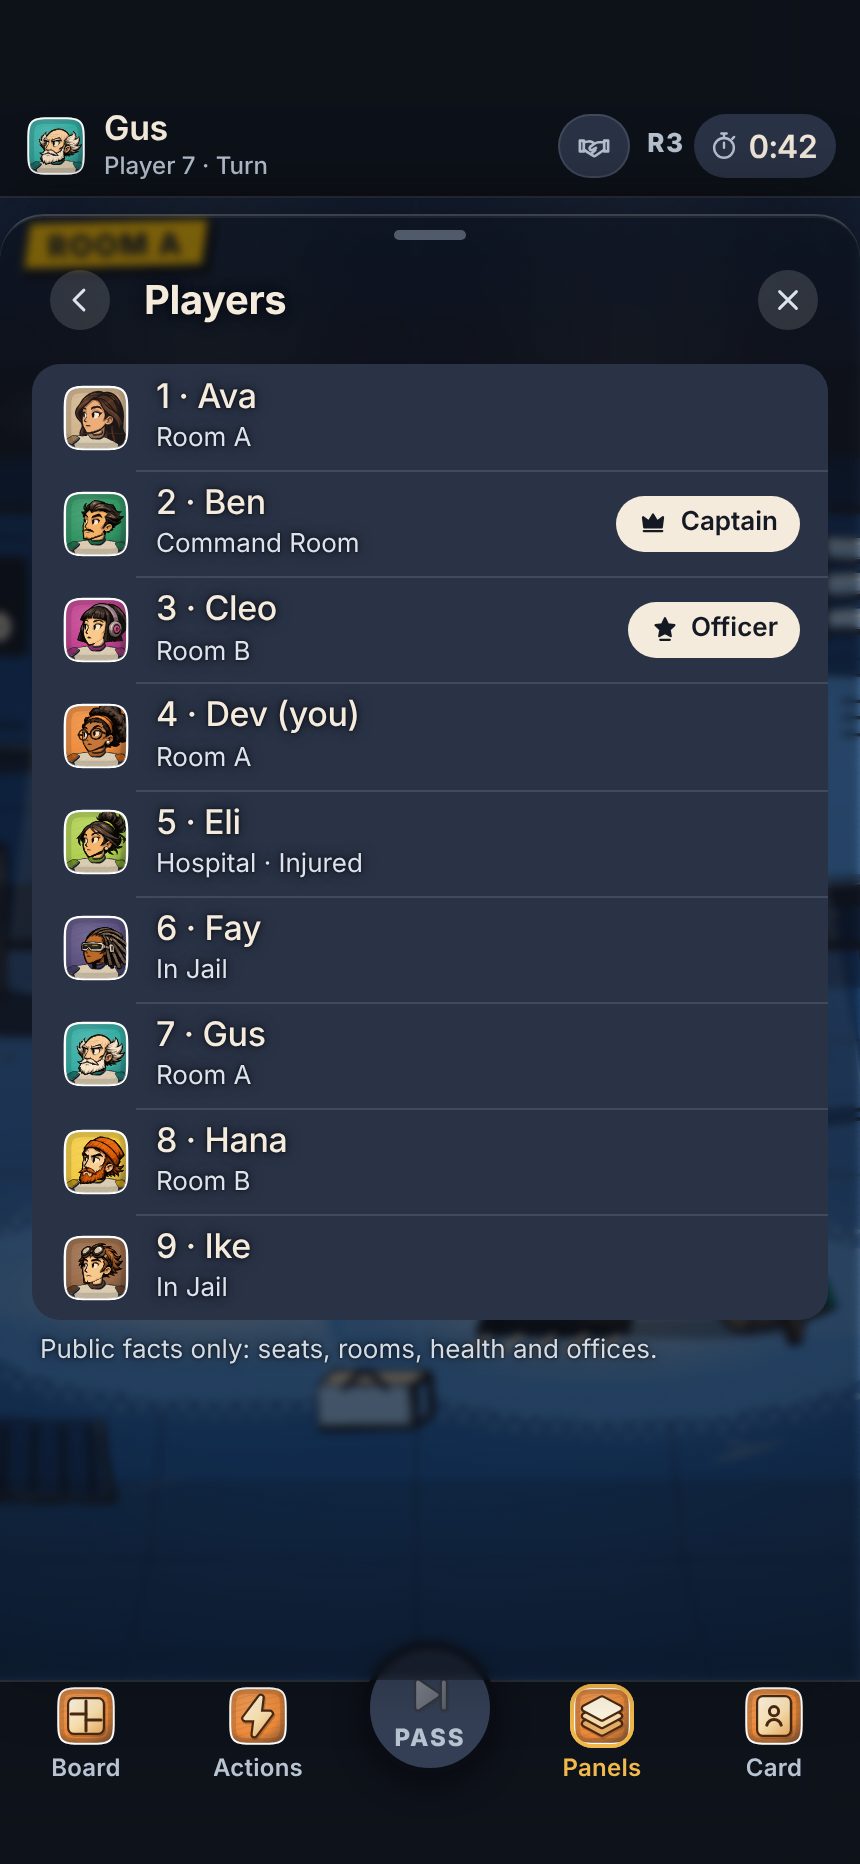 Gus
Player 7 · Turn
R3
0:42
ROOM A
Players
1 · Ava
Room A
2 · Ben
Command Room
Captain
3 · Cleo
Room B
Officer
4 · Dev (you)
Room A
5 · Eli
Hospital · Injured
6 · Fay
In Jail
7 · Gus
Room A
8 · Hana
Room B
9 · Ike
In Jail
Public facts only: seats, rooms, health and offices.
PASS
Board
Actions
Panels
Card